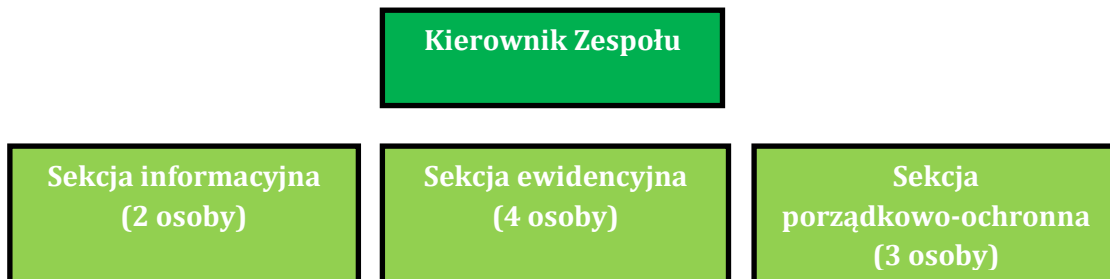 Kierownik Zespołu
Sekcja informacyjna
(2 osoby)
Sekcja ewidencyjna
(4 osoby)
Sekcja
porządkowo-ochronna
(3 osoby)